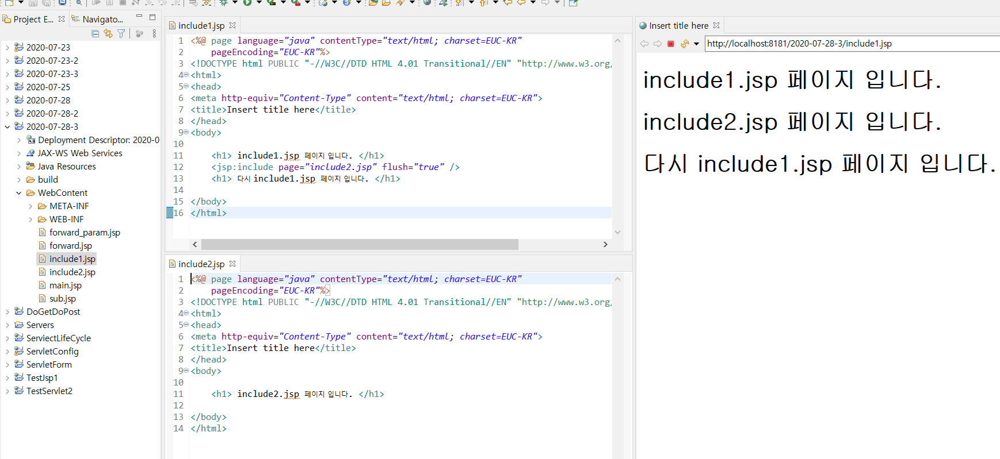 Project E...
Navigato...
2020-07-23
2020-07-23-2
2020-07-23-3
2020-07-25
2020-07-28
2020-07-28-2
2020-07-28-3
Deployment Descriptor: 2020-0
JAX-WS Web Services
Java Resources
build
WebContent
META-INF
WEB-INF
forward_param.jsp
forward.jsp
include1.jsp
include2.jsp
main.jsp
sub.jsp
DoGetDoPost
Servers
ServiectLifeCycle
ServletConfig
ServletForm
TestJsp1
TestServlet2
include1.jsp
1 <%@ page language="java" contentType="text/html; charset=EUC-KR"
2 pageEncoding="EUC-KR"%>
3 <!DOCTYPE html PUBLIC "-//W3C//DTD HTML 4.01 Transitional//EN" "http://www.w3.org/
4 <html>
5 <head>
6 <meta http-equiv="Content-Type" content="text/html; charset=EUC-KR">
7 <title>Insert title here</title>
8 </head>
9 <body>
10
11 <h1> include1.jsp 페이지 입니다. </h1>
12 <jsp:include page="include2.jsp" flush="true" />
13 <h1> 다시 include1.jsp 페이지 입니다. </h1>
14
15 </body>
16 </html>
include2.jsp
1 <%@ page language="java" contentType="text/html; charset=EUC-KR"
2 pageEncoding="EUC-KR"%>
3 <!DOCTYPE html PUBLIC "-//W3C//DTD HTML 4.01 Transitional//EN" "http://www.w3.org/
4 <html>
5 <head>
6 <meta http-equiv="Content-Type" content="text/html; charset=EUC-KR">
7 <title>Insert title here</title>
8 </head>
9 <body>
10
11 <h1> include2.jsp 페이지 입니다. </h1>
12
13 </body>
14 </html>
Insert title here
http://localhost:8181/2020-07-28-3/include1.jsp
include1.jsp 페이지 입니다.
include2.jsp 페이지 입니다.
다시 include1.jsp 페이지 입니다.